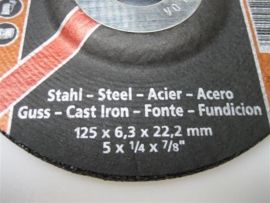 04
Stahl – Steel – Acier – Acero
Guss – Cast Iron – Fonte – Fundicion
125 x 6,3 x 22,2 mm
5 x 1/4 x 7/8"